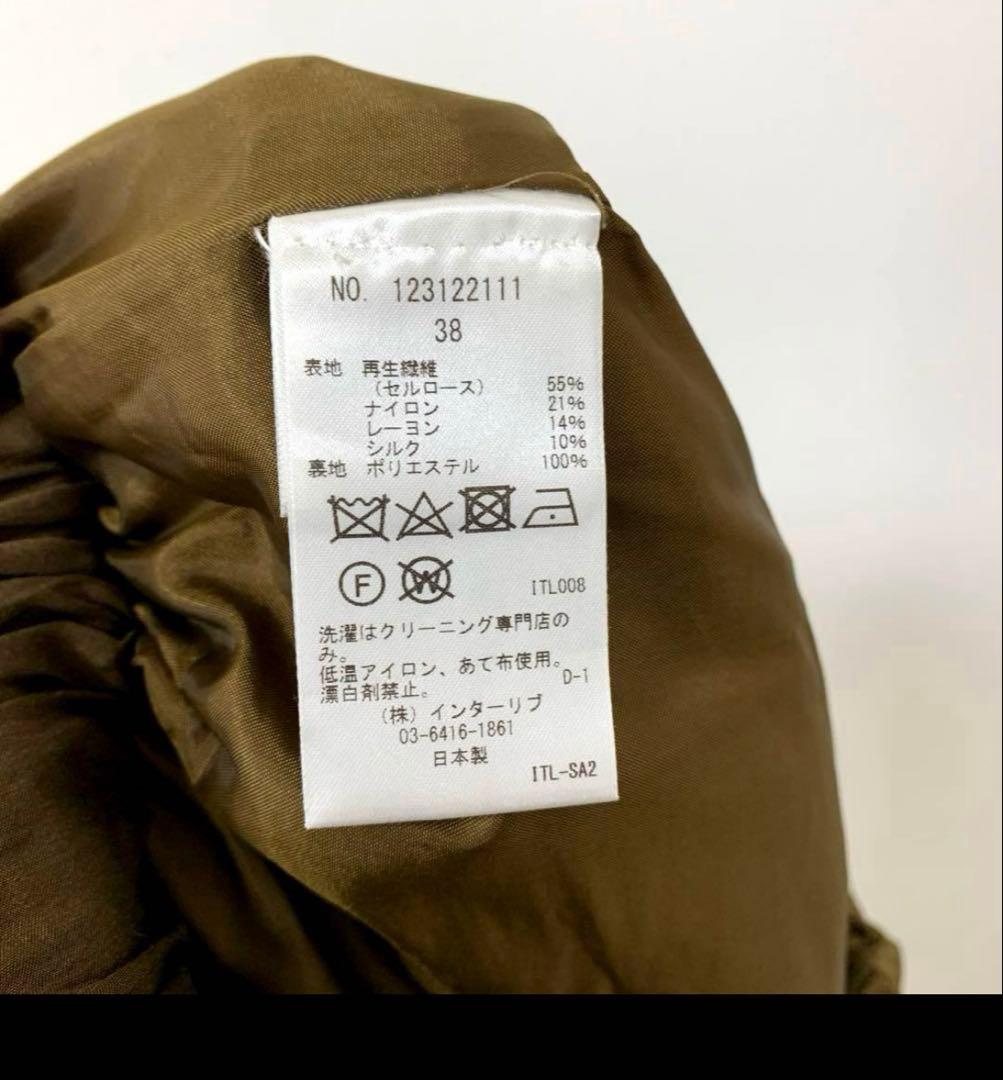 NO. 123122111
38
表地 再生繊維
(セルロース) 55%
ナイロン 21%
レーヨン 14%
シルク 10%
裏地 ポリエステル 100%
F W ITL008
洗濯はクリーニング専門店の
み。
低温アイロン、あて布使用。
漂白剤禁止。 D-1
(株) インターリブ
03-6416-1861
日本製
ITL-SA2